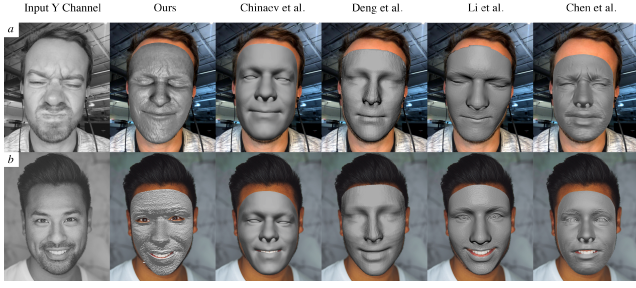 Input Y Channel Ours Chinaev et al. Deng et al. Li et al. Chen et al.
a
b